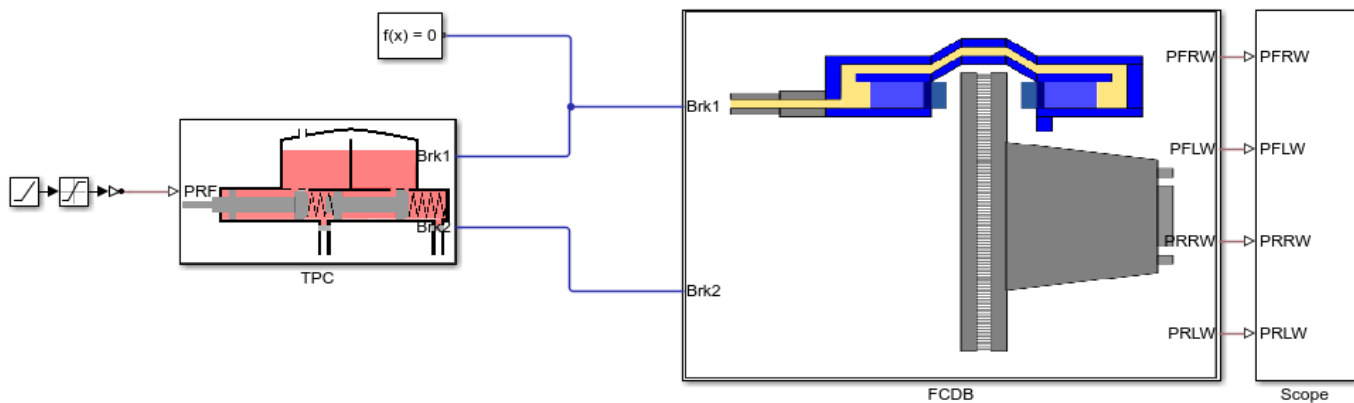 f(x) = 0
PRF
Brk1
Brk2
TPC
Brk1
Brk2
PFRW
PFLW
PRRW
PRLW
FCDB
PFRW
PFLW
PRRW
PRLW
Scope